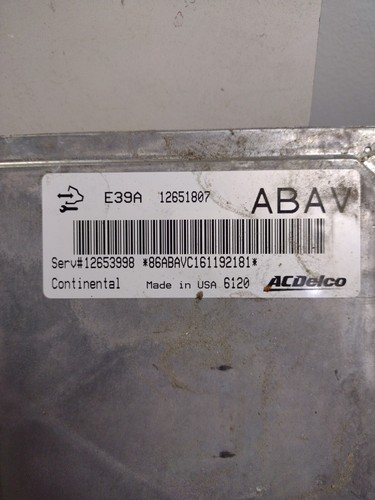 E39A 12651807 ABAV
Serv#12653998 *86ABAVC161192181*
Continental Made in USA 6120 ACDelco